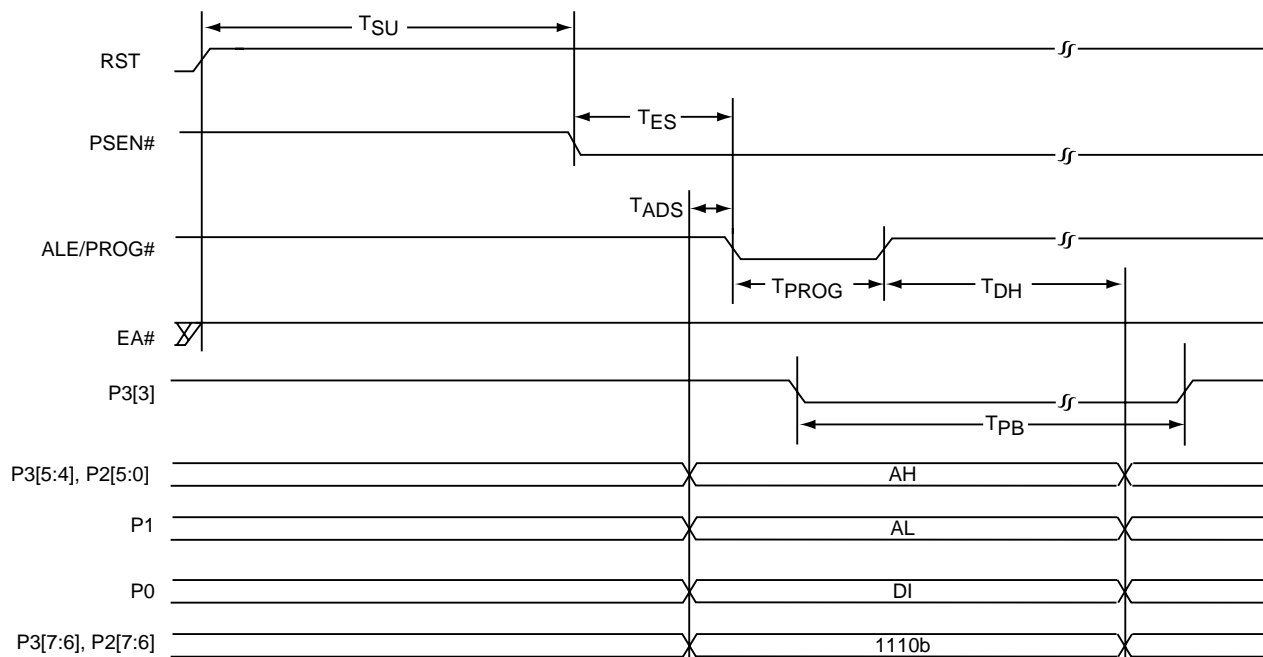 TSU
RST
TES
PSEN#
TADS
ALE/PROG#
TPROG
TDH
EA#
P3[3]
TPB
P3[5:4], P2[5:0]
AH
P1
AL
P0
DI
P3[7:6], P2[7:6]
1110b